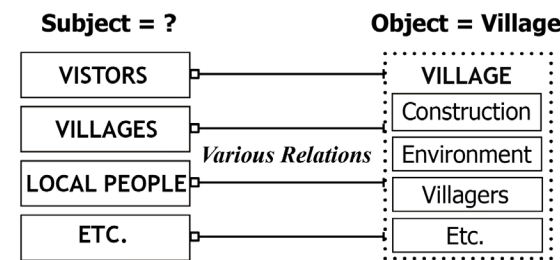 Subject = ?
Object = Village
VISTORS
VILLAGES
LOCAL PEOPLE
ETC.
Various Relations
VILLAGE
Construction
Environment
Villagers
Etc.